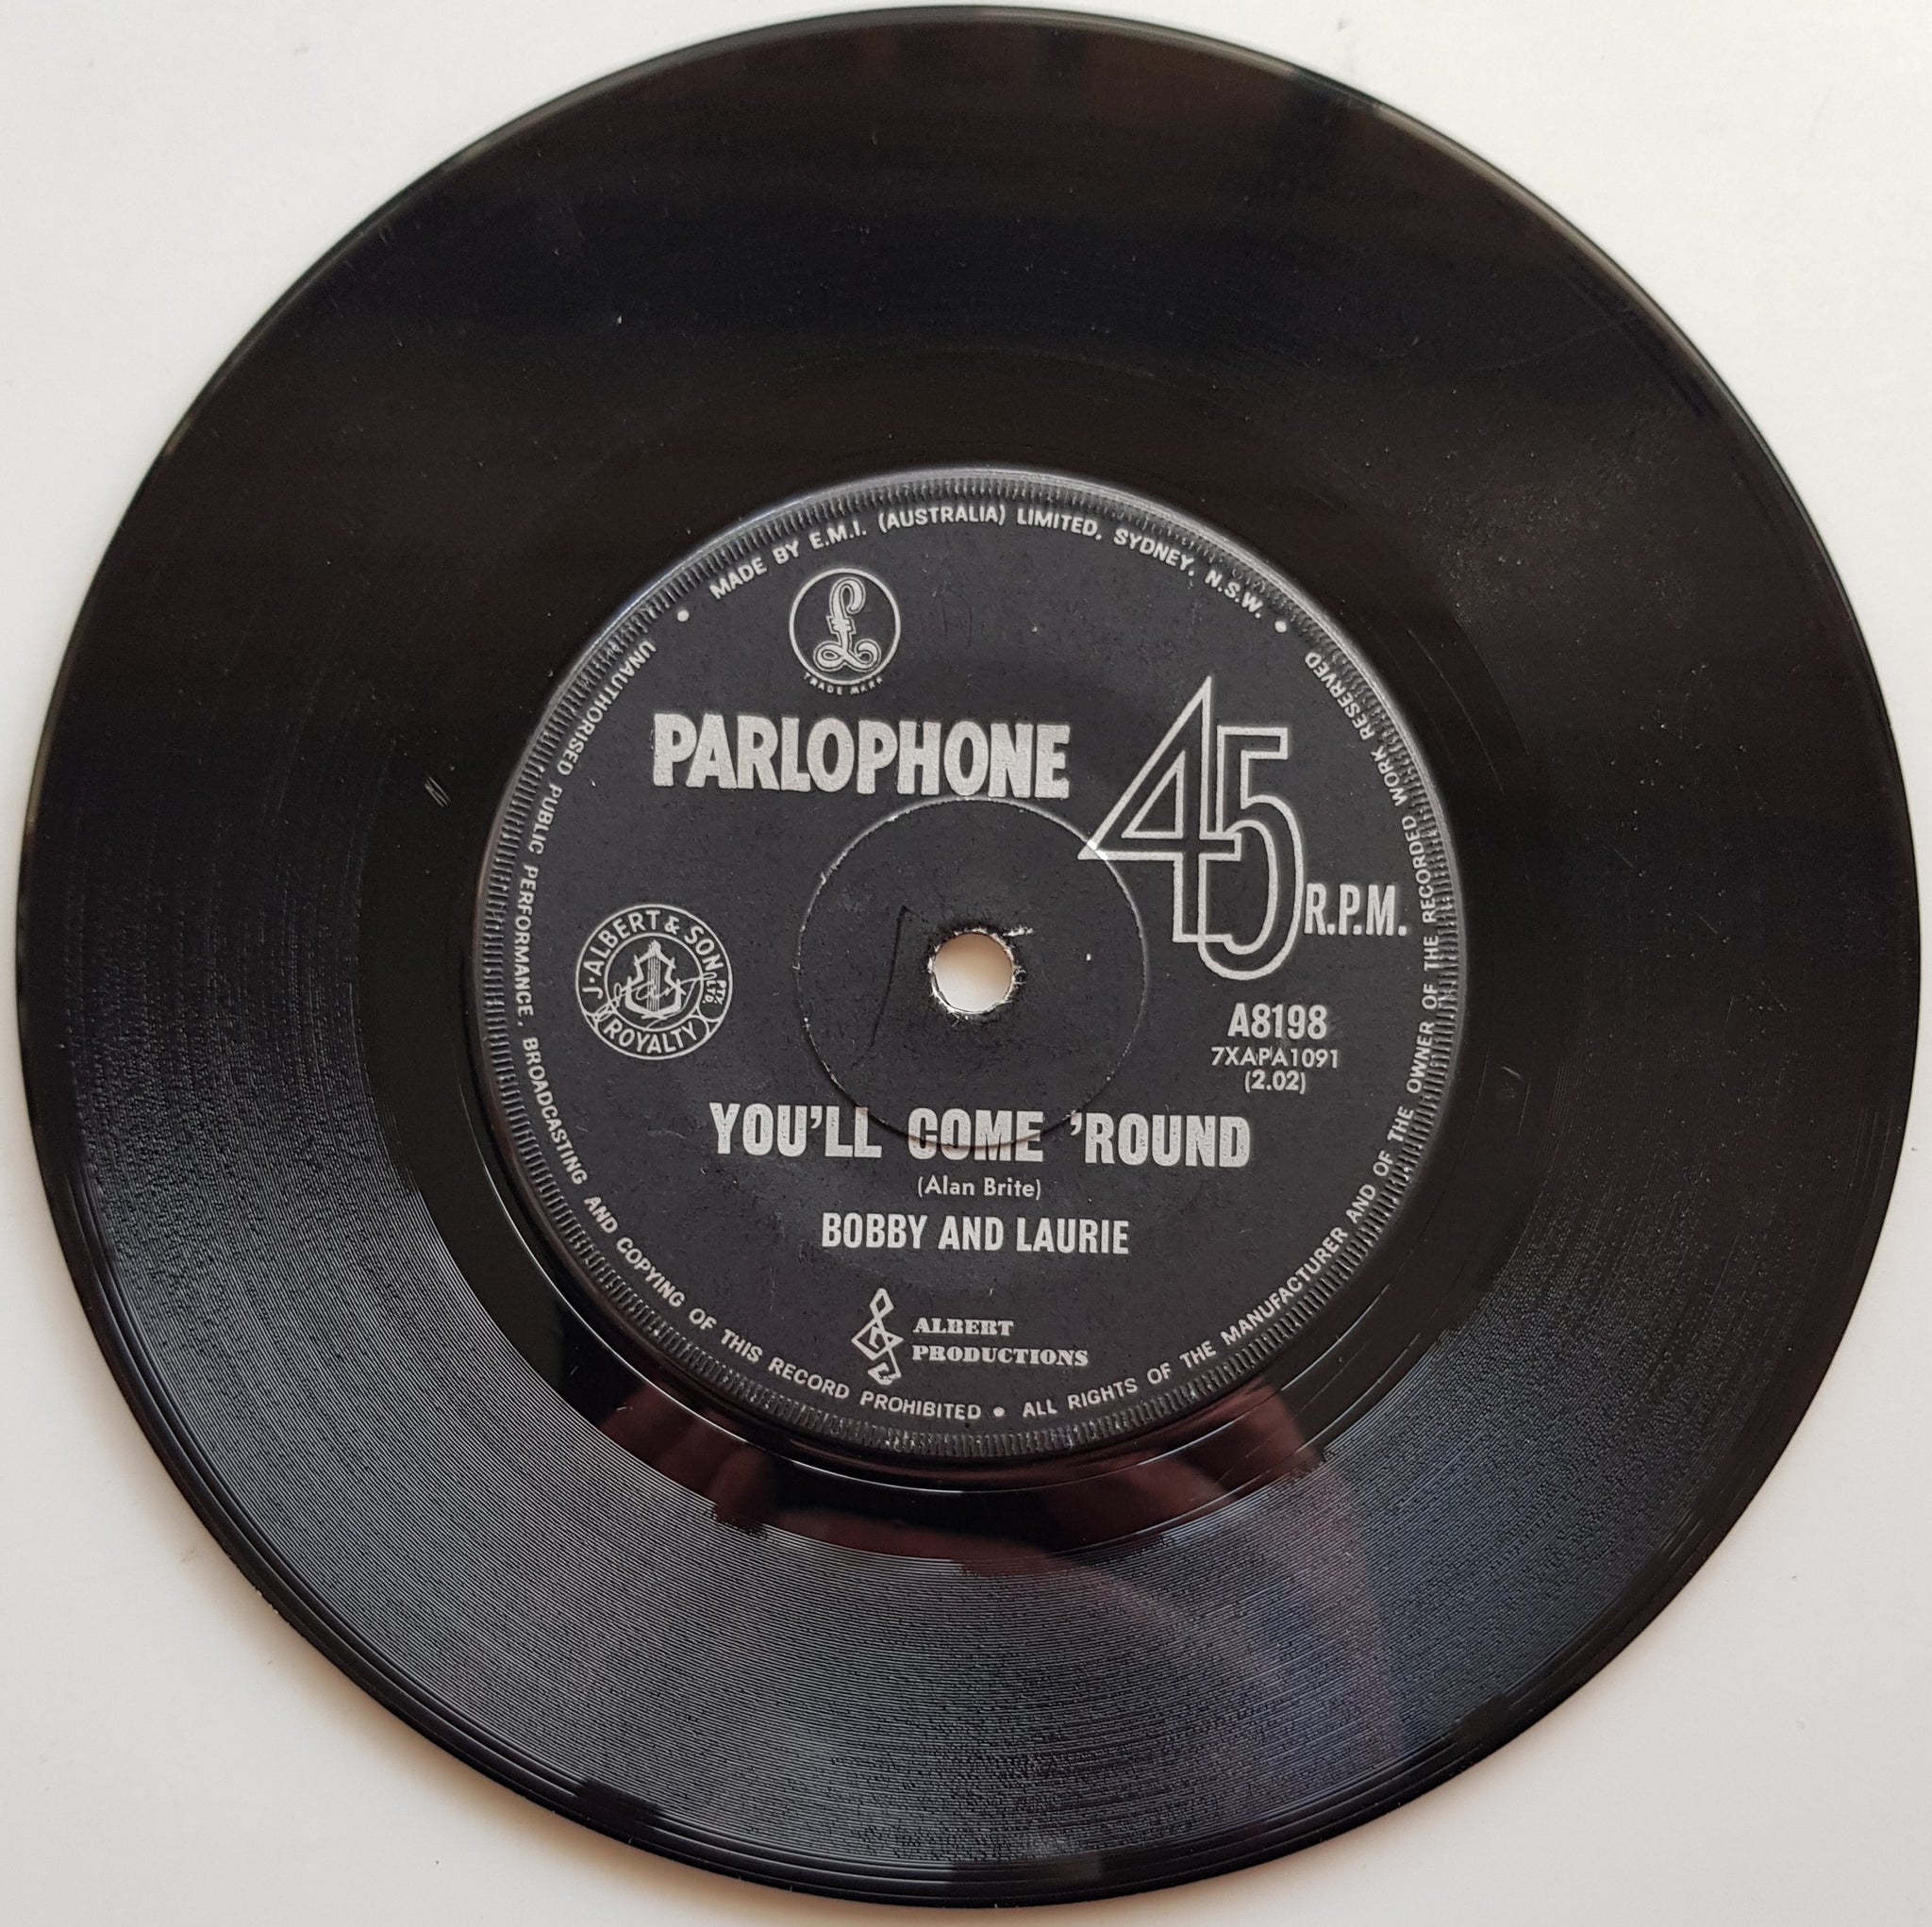 MADE BY E.M.I. (AUSTRALIA) LIMITED. SYDNEY. N.S.W.
£
TRADE MARK
PARLOPHONE
45 R.P.M.
J. ALBERT & SON PTY. LTD.
ROYALTY
A8198
7XAPA1091
(2.02)
YOU'LL COME 'ROUND
(Alan Brite)
BOBBY AND LAURIE
ALBERT
PRODUCTIONS
UNAUTHORISED PUBLIC PERFORMANCE, BROADCASTING AND COPYING OF THIS RECORD PROHIBITED • ALL RIGHTS OF THE MANUFACTURER AND OF THE OWNER OF THE RECORDED WORK RESERVED